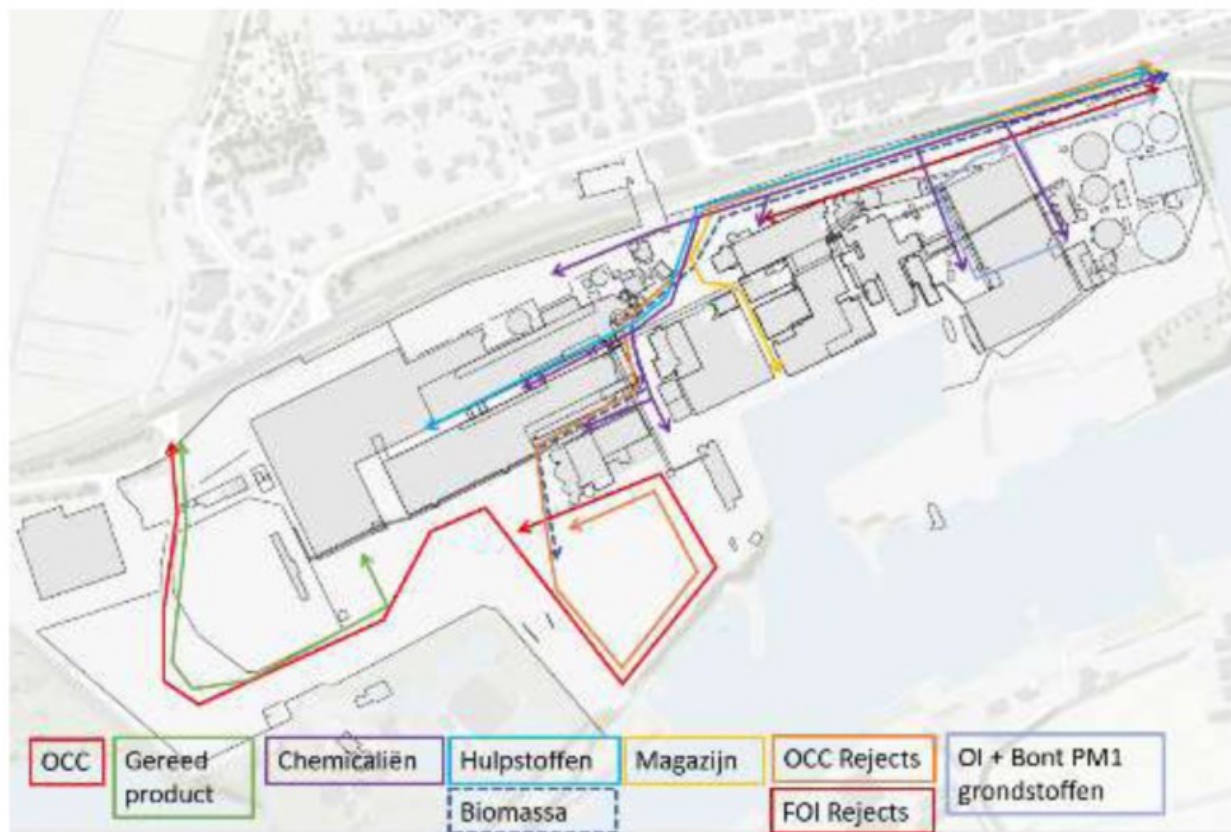 OCC
Gereed
product
Chemicaliën
Hulpstoffen
Biomassa
Magazijn
OCC Rejects
FOI Rejects
OI + Bont PM1
grondstoffen